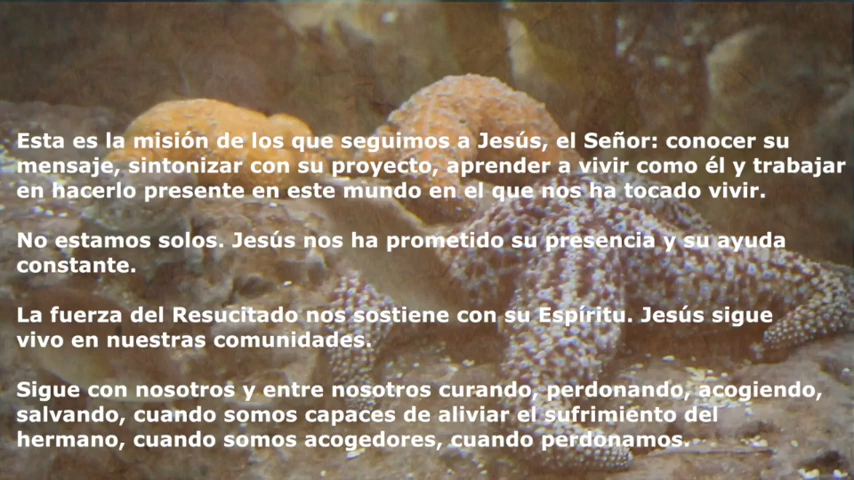 Esta es la misión de los que seguimos a Jesús, el Señor: conocer su
mensaje, sintonizar con su proyecto, aprender a vivir como él y trabajar
en hacerlo presente en este mundo en el que nos ha tocado vivir.
No estamos solos. Jesús nos ha prometido su presencia y su ayuda
constante.
La fuerza del Resucitado nos sostiene con su Espíritu. Jesús sigue
vivo en nuestras comunidades.
Sigue con nosotros y entre nosotros curando, perdonando, acogiendo,
salvando, cuando somos capaces de aliviar el sufrimiento del
hermano, cuando somos acogedores, cuando perdonamos.